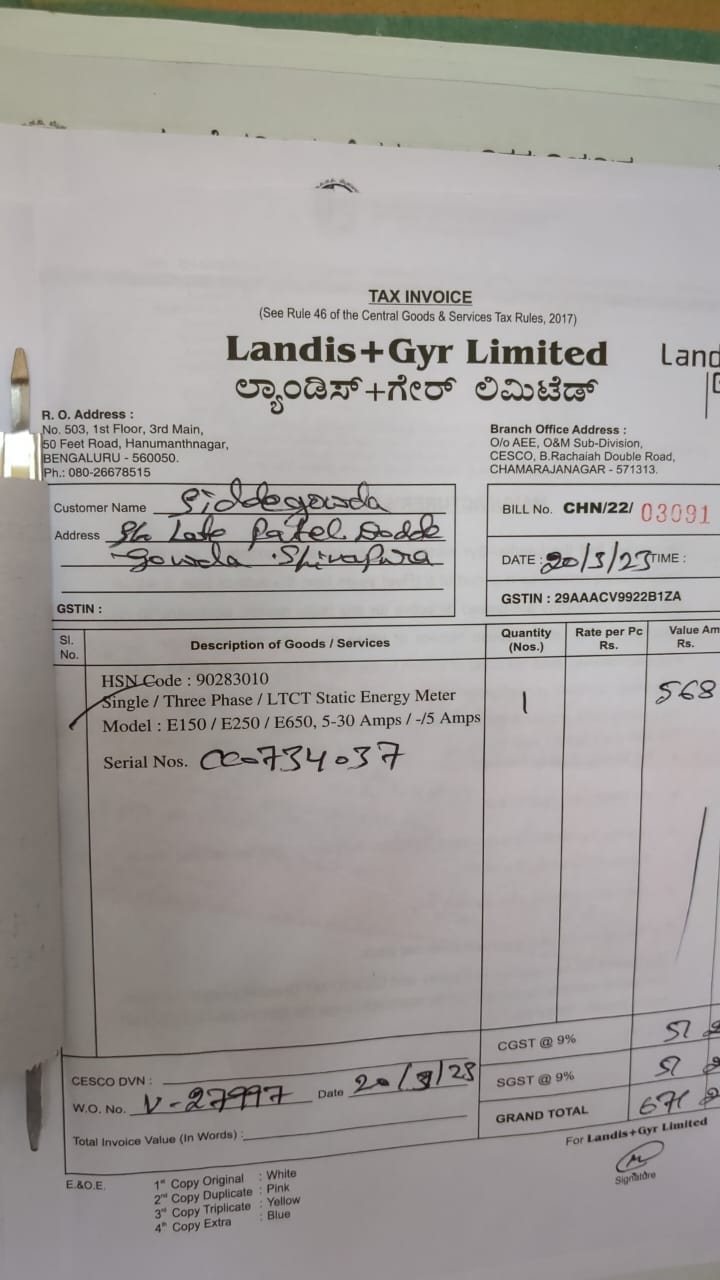 TAX INVOICE
(See Rule 46 of the Central Goods & Services Tax Rules, 2017)
Landis+Gyr Limited
Land
ಲ್ಯಾಂಡಿಸ್+ಗೇರ್ ಲಿಮಿಟೆಡ್
R. O. Address :
No. 503, 1st Floor, 3rd Main,
50 Feet Road, Hanumanthnagar,
BENGALURU - 560050.
Ph.: 080-26678515
Branch Office Address :
O/o AEE, O&M Sub-Division,
CESCO, B.Rachaiah Double Road,
CHAMARAJANAGAR - 571313.
Customer Name Siddegowda
Address S/o Late Patel Dodde
Gowda Shivapura
GSTIN :
BILL No. CHN/22/ 03091
DATE : 20/3/23 TIME :
GSTIN : 29AAACV9922B1ZA
Sl. No. Description of Goods / Services Quantity (Nos.) Rate per Pc Rs. Value Am Rs.
HSN Code : 90283010
Single / Three Phase / LTCT Static Energy Meter 1 568
Model : E150 / E250 / E650, 5-30 Amps / -/5 Amps
Serial Nos. 734037
CGST @ 9% 51
SGST @ 9% 51
GRAND TOTAL 671
CESCO DVN :
W.O. No. V-27997 Date 20/3/23
Total Invoice Value (In Words) :
For Landis+Gyr Limited
Signature
E.&O.E.
1st Copy Original : White
2nd Copy Duplicate : Pink
3rd Copy Triplicate : Yellow
4th Copy Extra : Blue